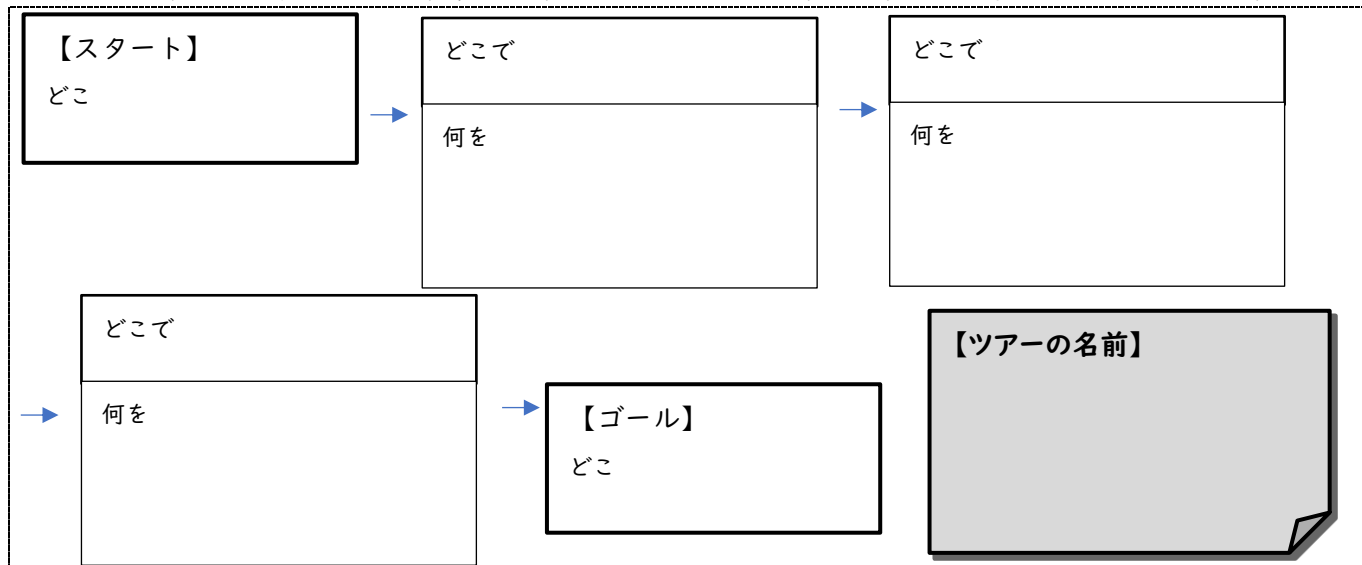 【スタート】
どこ
どこで
何を
どこで
何を
どこで
何を
【ゴール】
どこ
【ツアーの名前】